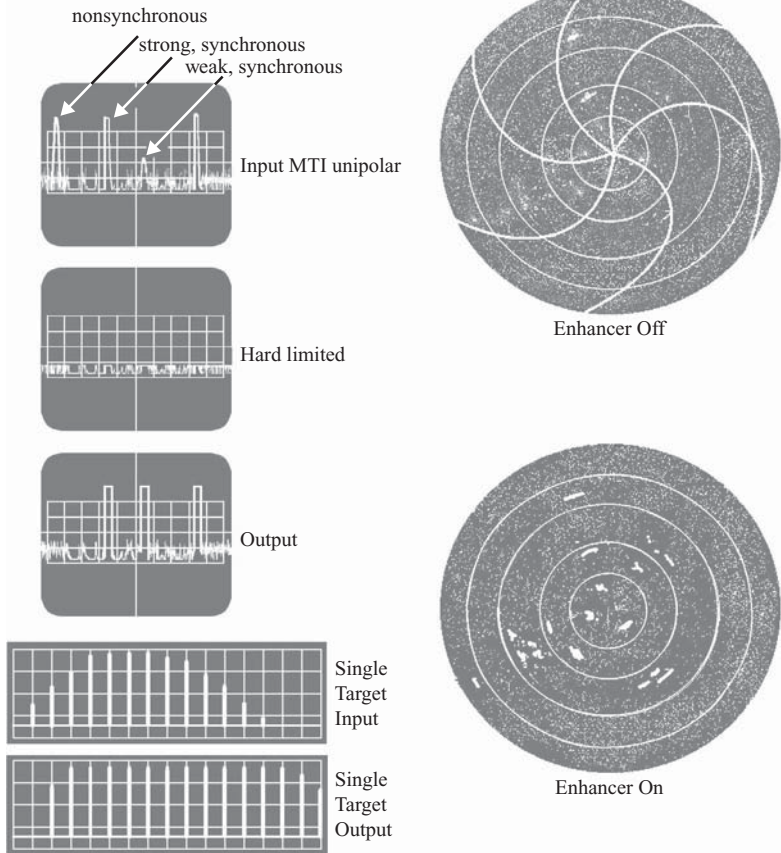 nonsynchronous
strong, synchronous
weak, synchronous
Input MTI unipolar
Hard limited
Output
Single
Target
Input
Single
Target
Output
Enhancer Off
Enhancer On